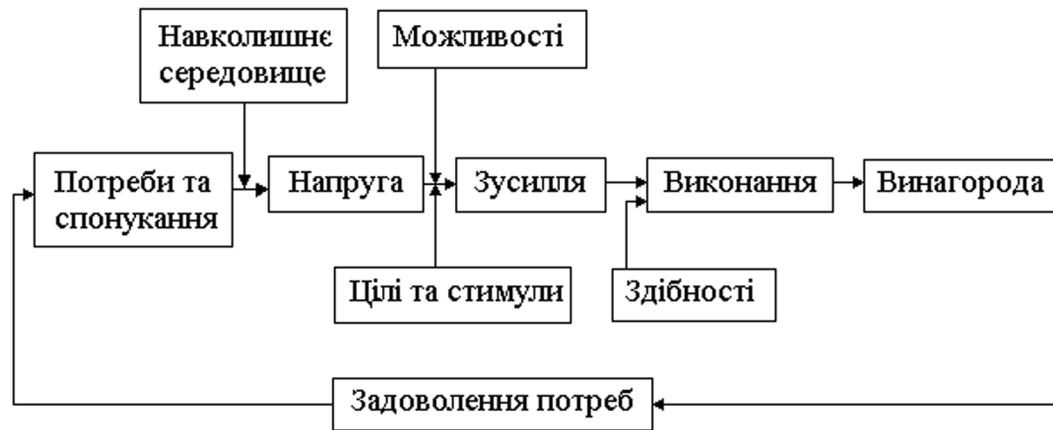 Навколишнє
середовище
Можливості
Потреби та
спонукання
Напруга
Зусилля
Виконання
Винагорода
Цілі та стимули
Здібності
Задоволення потреб